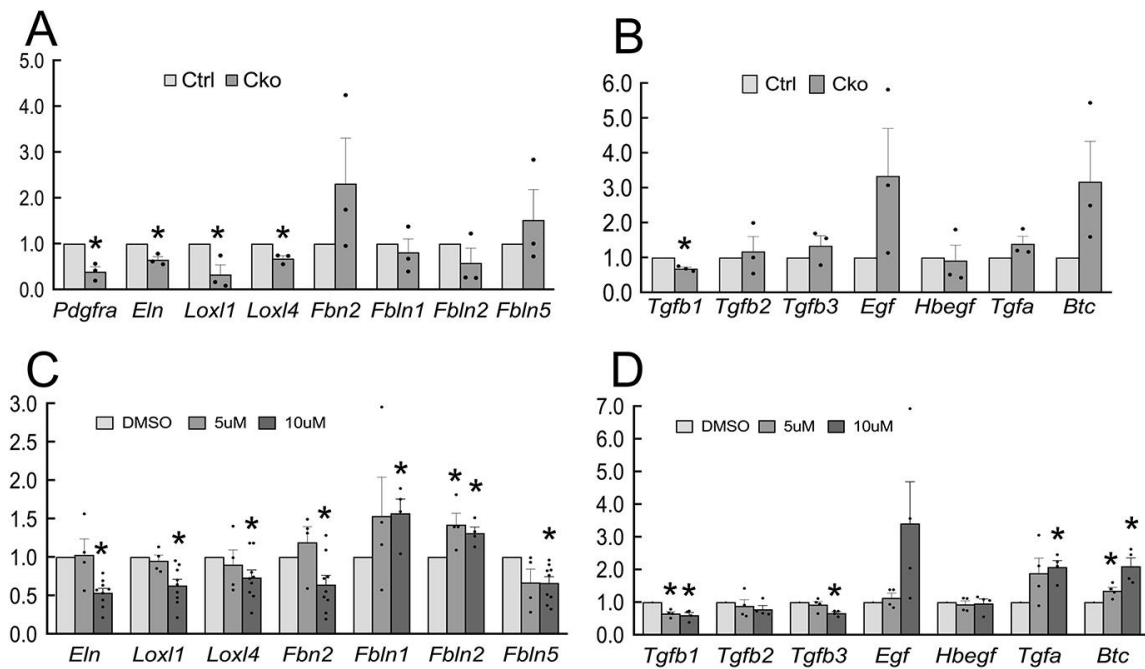 A
5.0
4.0
3.0
2.0
1.0
0.0
Ctrl Cko
* * * *
Pdgfra Eln Loxl1 Loxl4 Fbn2 Fbln1 Fbln2 Fbln5
B
6.0
5.0
4.0
3.0
2.0
1.0
0.0
Ctrl Cko
*
Tgfb1 Tgfb2 Tgfb3 Egf Hbegf Tgfa Btc
C
3.0
2.5
2.0
1.5
1.0
0.5
0.0
DMSO 5uM 10uM
* * * * * * * *
Eln Loxl1 Loxl4 Fbn2 Fbln1 Fbln2 Fbln5
D
7.0
6.0
5.0
4.0
3.0
2.0
1.0
0.0
DMSO 5uM 10uM
* * * * * *
Tgfb1 Tgfb2 Tgfb3 Egf Hbegf Tgfa Btc